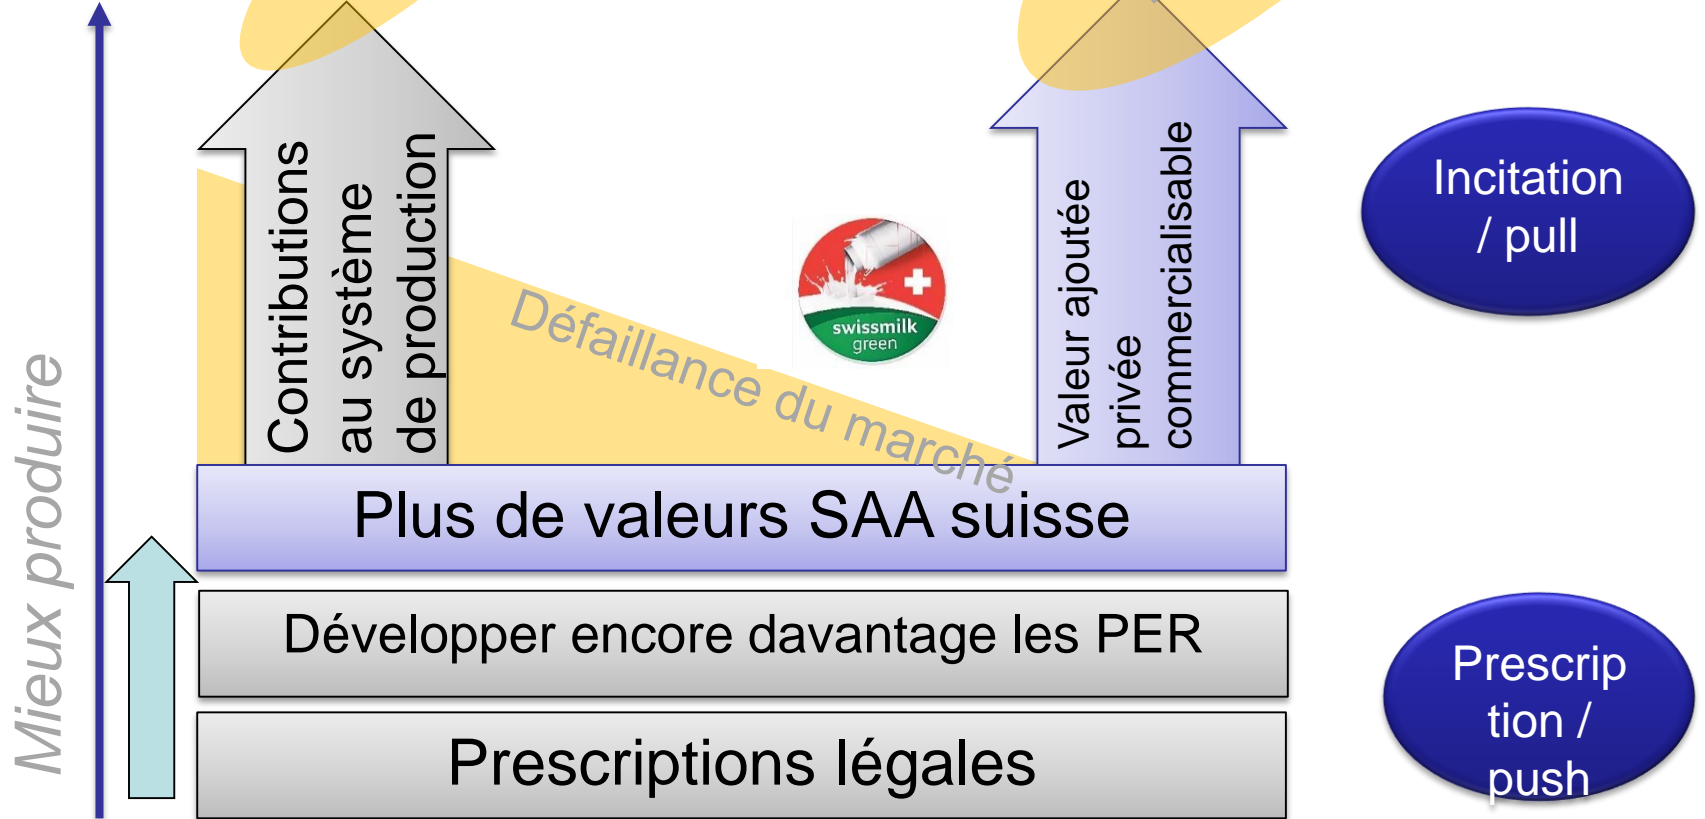 Mieux produire
Contributions
au système
de production
Défaillance du marché
swissmilk
green
Valeur ajoutée
privée
commercialisable
Incitation
/ pull
Plus de valeurs SAA suisse
Développer encore davantage les PER
Prescriptions légales
Prescrip
tion /
push